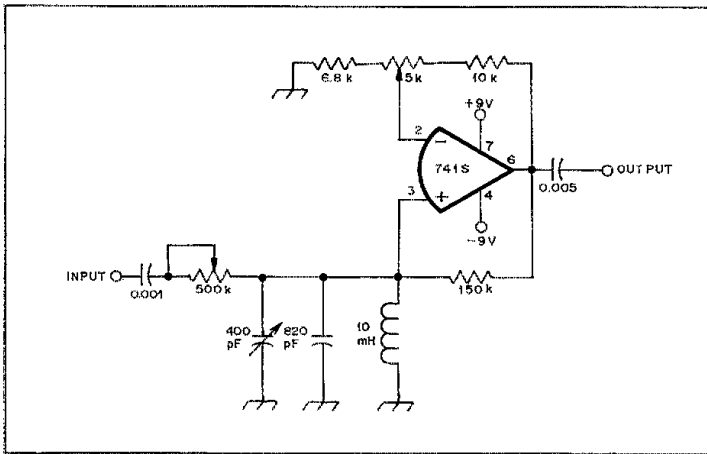 6.8 k
5k
10k
+9V
2
-
7
741S
6
OUTPUT
3
+
4
0.005
-9V
INPUT
0.001
500k
150k
400
pF
820
pF
10
mH